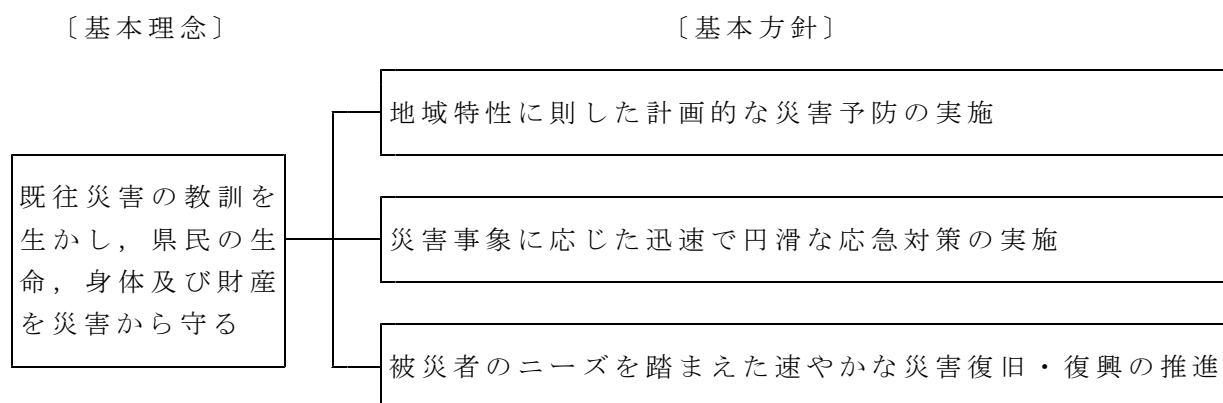 〔基本理念〕
〔基本方針〕
地域特性に則した計画的な災害予防の実施
既往災害の教訓を
生かし，県民の生
命，身体及び財産
を災害から守る
災害事象に応じた迅速で円滑な応急対策の実施
被災者のニーズを踏まえた速やかな災害復旧・復興の推進